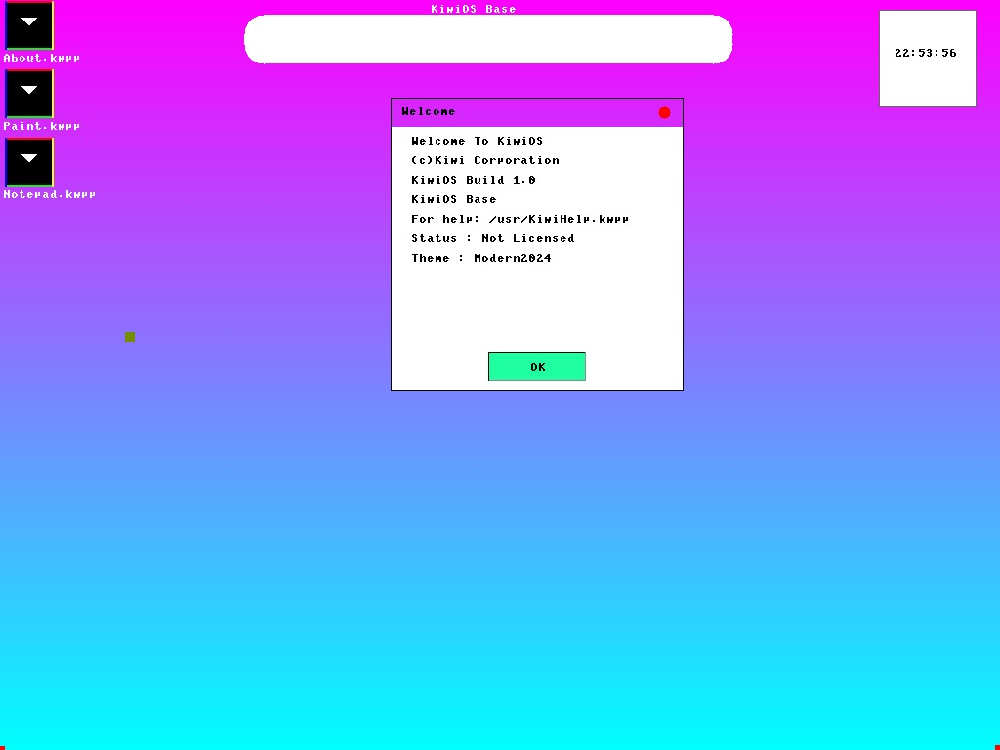 KiwiOS Base
About.kwpp
Paint.kwpp
Notepad.kwpp
22:53:56
Welcome
Welcome To KiwiOS
(c)Kiwi Corporation
KiwiOS Build 1.0
KiwiOS Base
For help: /usr/KiwiHelp.kwpp
Status : Not Licensed
Theme : Modern2024
OK